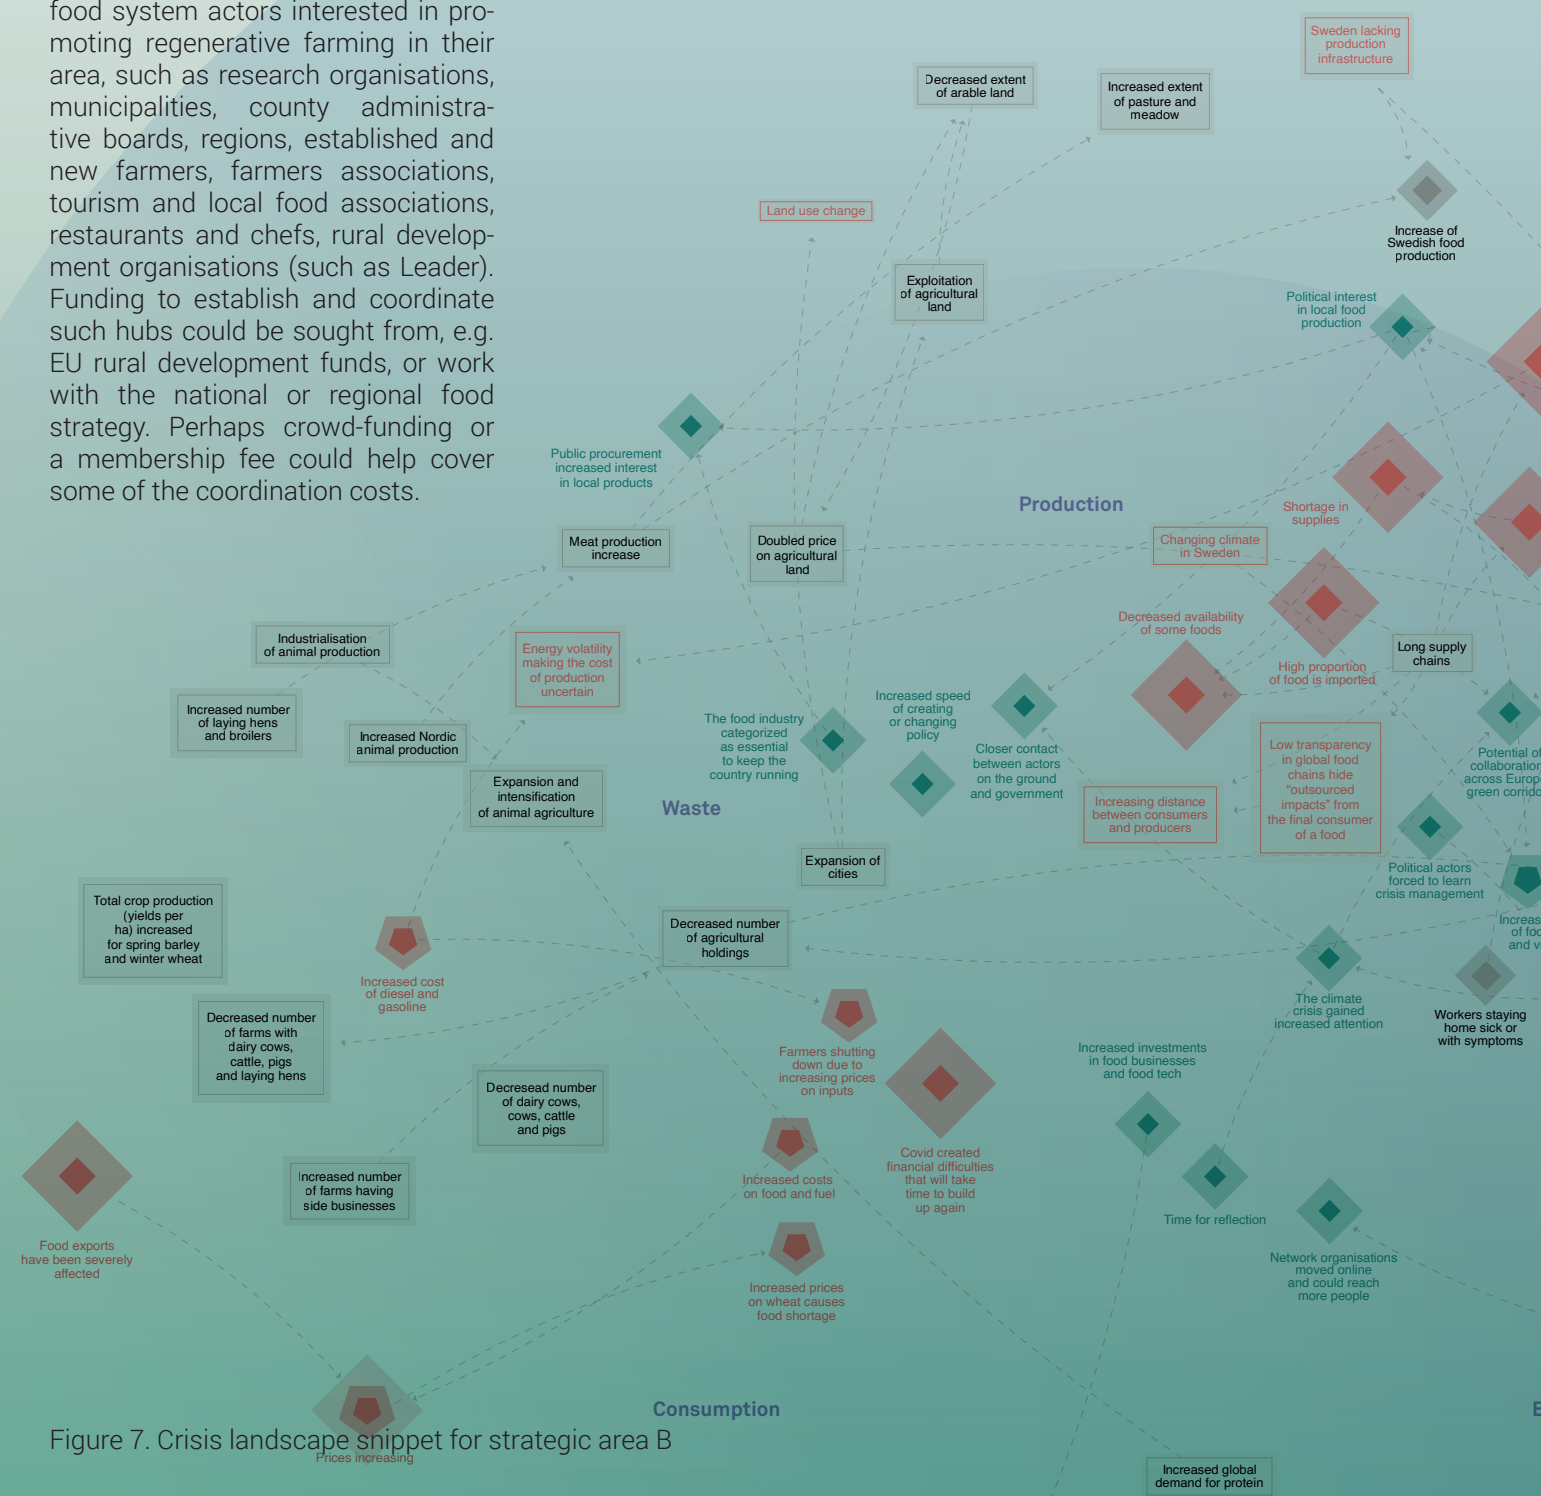 food system actors interested in pro-
moting regenerative farming in their
area, such as research organisations,
municipalities, county administra-
tive boards, regions, established and
new farmers, farmers associations,
tourism and local food associations,
restaurants and chefs, rural develop-
ment organisations (such as Leader).
Funding to establish and coordinate
such hubs could be sought from, e.g.
EU rural development funds, or work
with the national or regional food
strategy. Perhaps crowd-funding or
a membership fee could help cover
some of the coordination costs.
Sweden lacking
production
infrastructure
Decreased extent
of arable land
Increased extent
of pasture and
meadow
Land use change
Increase of
Swedish food
production
Exploitation
of agricultural
land
Political interest
in local food
production
Public procurement
increased interest
in local products
Production
Shortage in
supplies
Meat production
increase
Doubled price
on agricultural
land
Changing climate
in Sweden
Decreased availability
of some foods
Industrialisation
of animal production
Energy volatility
making the cost
of production
uncertain
Long supply
chains
High proportion
of food is imported
Increased number
of laying hens
and broilers
Increased Nordic
animal production
The food industry
categorized
as essential
to keep the
country running
Increased speed
of creating
or changing
policy
Closer contact
between actors
on the ground
and government
Low transparency
in global food
chains hide
“outsourced
impacts” from
the final consumer
of a food
Potential of
collaboration
across Europe
green corrido
Expansion and
intensification
of animal agriculture
Waste
Increasing distance
between consumers
and producers
Expansion of
cities
Political actors
forced to learn
crisis management
Total crop production
(yields per
ha) increased
for spring barley
and winter wheat
Decreased number
of agricultural
holdings
Increas
of foo
and v
Increased cost
of diesel and
gasoline
The climate
crisis gained
increased attention
Workers staying
home sick or
with symptoms
Decreased number
of farms with
dairy cows,
cattle, pigs
and laying hens
Farmers shutting
down due to
increasing prices
on inputs
Increased investments
in food businesses
and food tech
Decresead number
of dairy cows,
cows, cattle
and pigs
Covid created
financial difficulties
that will take
time to build
up again
Increased number
of farms having
side businesses
Increased costs
on food and fuel
Time for reflection
Food exports
have been severely
affected
Network organisations
moved online
and could reach
more people
Increased prices
on wheat causes
food shortage
Consumption
E
Figure 7. Crisis landscape snippet for strategic area B
Prices increasing
Increased global
demand for protein